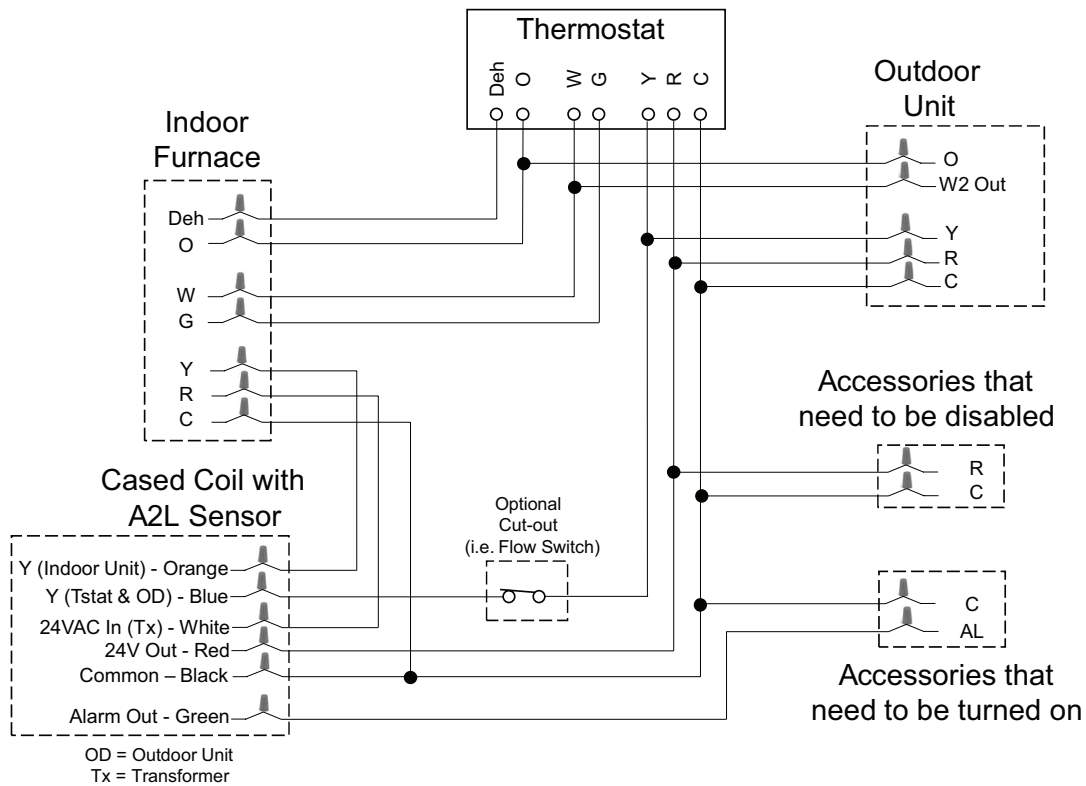 Thermostat
Deh
O
W
G
Y
R
C
Indoor
Furnace
Deh
O
W
G
Y
R
C
Outdoor
Unit
O
W2 Out
Y
R
C
Accessories that
need to be disabled
R
C
Cased Coil with
A2L Sensor
Y (Indoor Unit) - Orange
Y (Tstat & OD) - Blue
24VAC In (Tx) - White
24V Out - Red
Common – Black
Alarm Out - Green
OD = Outdoor Unit
Tx = Transformer
Optional
Cut-out
(i.e. Flow Switch)
C
AL
Accessories that
need to be turned on